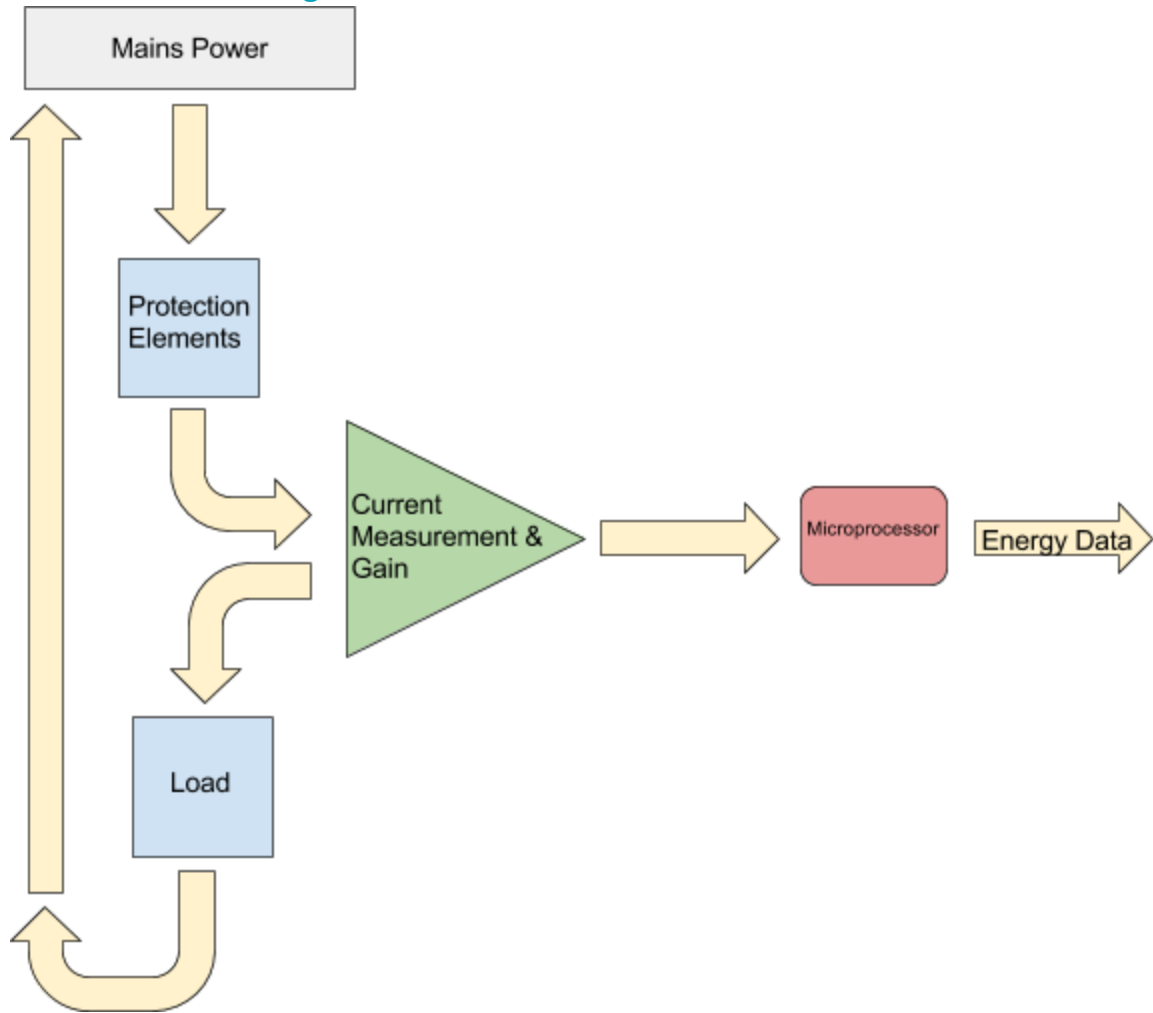 Mains Power
Protection
Elements
Current
Measurement &
Gain
Microprocessor
Energy Data
Load